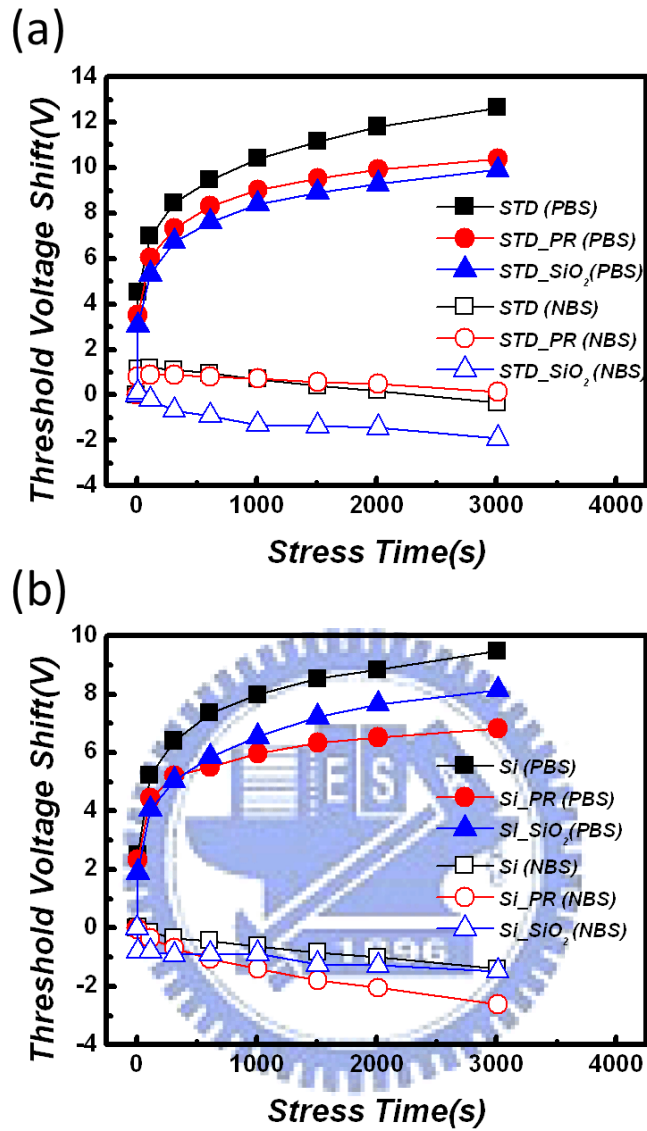 (a)
14
12
10
8
6
4
2
0
-2
-4
Threshold Voltage Shift(V)
STD (PBS)
STD_PR (PBS)
STD_SiO2(PBS)
STD (NBS)
STD_PR (NBS)
STD_SiO2 (NBS)
0 1000 2000 3000 4000
Stress Time(s)
(b)
10
8
6
4
2
0
-2
-4
Threshold Voltage Shift(V)
ES
Si (PBS)
Si_PR (PBS)
Si_SiO2(PBS)
Si (NBS)
Si_PR (NBS)
Si_SiO2 (NBS)
1896
0 1000 2000 3000 4000
Stress Time(s)